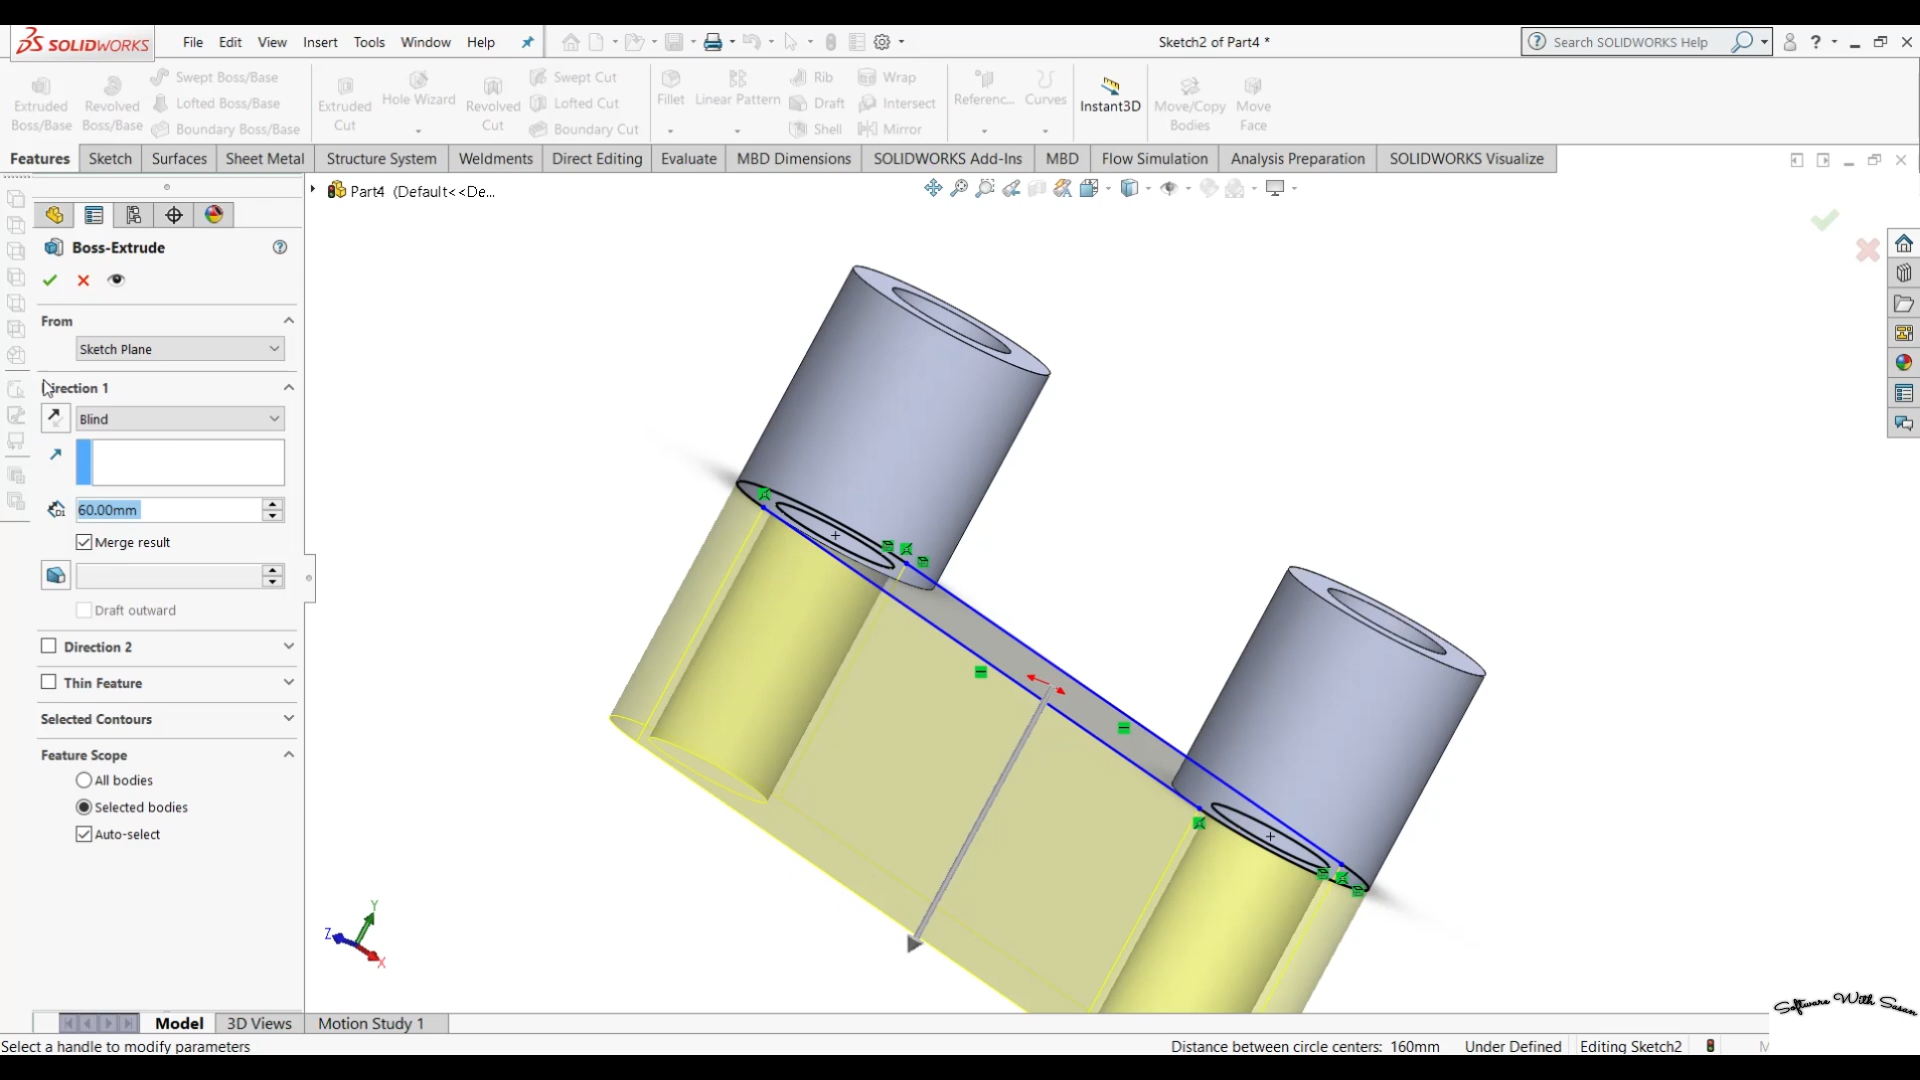 SOLIDWORKS File Edit View Insert Tools Window Help Sketch2 of Part4 * Search SOLIDWORKS Help ?
Extruded Boss/Base
Revolved Boss/Base
Swept Boss/Base
Lofted Boss/Base
Boundary Boss/Base
Extruded Cut
Hole Wizard
Revolved Cut
Swept Cut
Lofted Cut
Boundary Cut
Fillet
Linear Pattern
Rib
Draft
Shell
Wrap
Intersect
Mirror
Referenc...
Curves
Instant3D
Move/Copy Bodies
Move Face
Features Sketch Surfaces Sheet Metal Structure System Weldments Direct Editing Evaluate MBD Dimensions SOLIDWORKS Add-Ins MBD Flow Simulation Analysis Preparation SOLIDWORKS Visualize
Part4 (Default<<De...
Boss-Extrude
From
Sketch Plane
Direction 1
Blind
60.00mm
Merge result
Draft outward
Direction 2
Thin Feature
Selected Contours
Feature Scope
All bodies
Selected bodies
Auto-select
Y
Z
X
Software With Sasan
Model 3D Views Motion Study 1
Select a handle to modify parameters Distance between circle centers: 160mm Under Defined Editing Sketch2